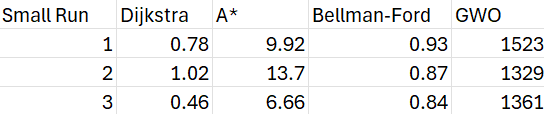 Small Run Dijkstra A* Bellman-Ford GWO
1 0.78 9.92 0.93 1523
2 1.02 13.7 0.87 1329
3 0.46 6.66 0.84 1361